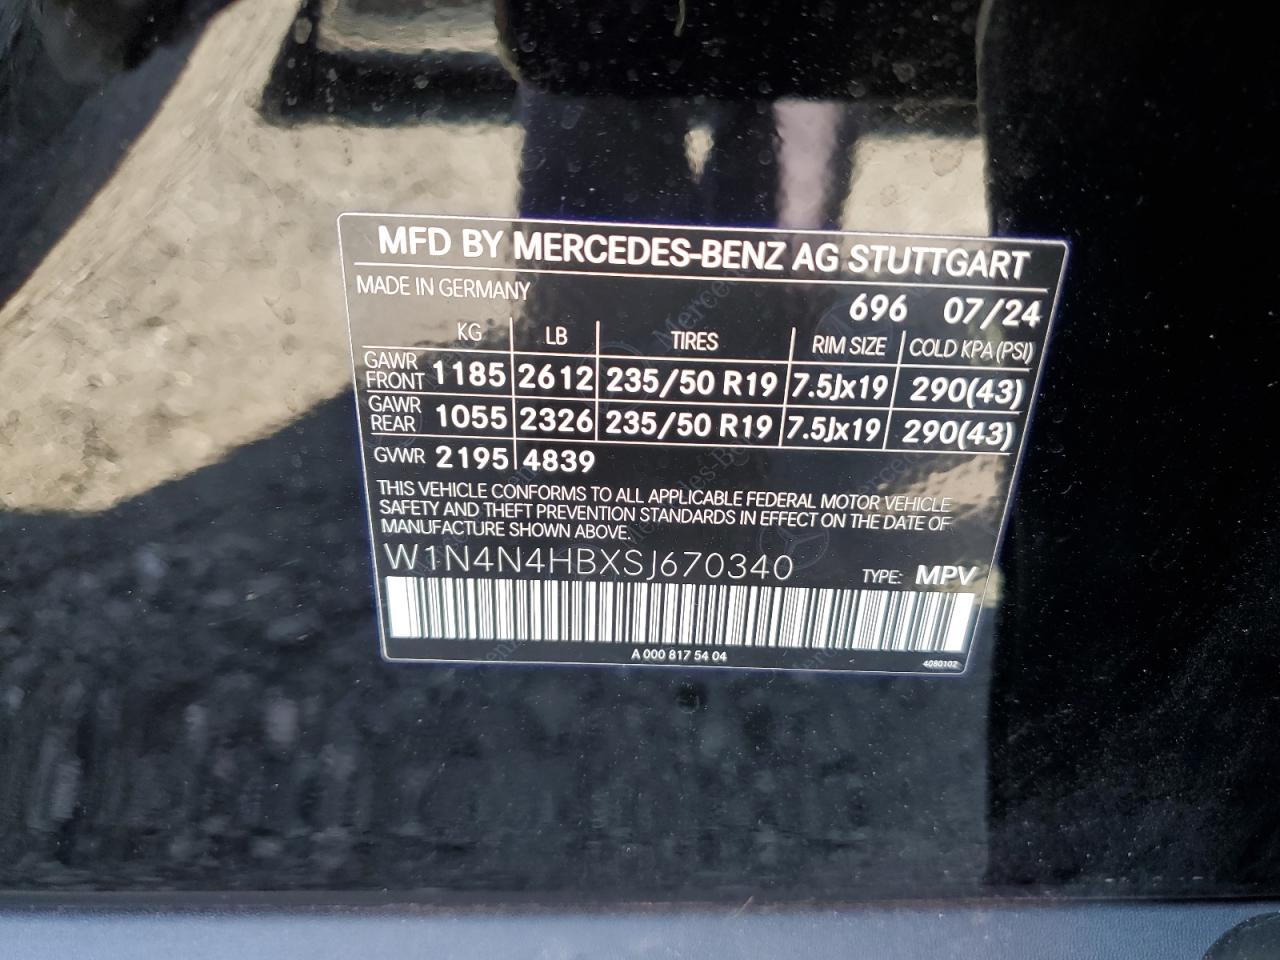 MFD BY MERCEDES-BENZ AG STUTTGART
MADE IN GERMANY
696 07/24
KG LB TIRES RIM SIZE COLD KPA (PSI)
GAWR FRONT 1185 2612 235/50 R19 7.5Jx19 290(43)
GAWR REAR 1055 2326 235/50 R19 7.5Jx19 290(43)
GVWR 2195 4839
THIS VEHICLE CONFORMS TO ALL APPLICABLE FEDERAL MOTOR VEHICLE
SAFETY AND THEFT PREVENTION STANDARDS IN EFFECT ON THE DATE OF
MANUFACTURE SHOWN ABOVE.
W1N4N4HBXSJ670340 TYPE: MPV
A 000 817 54 04 4080102